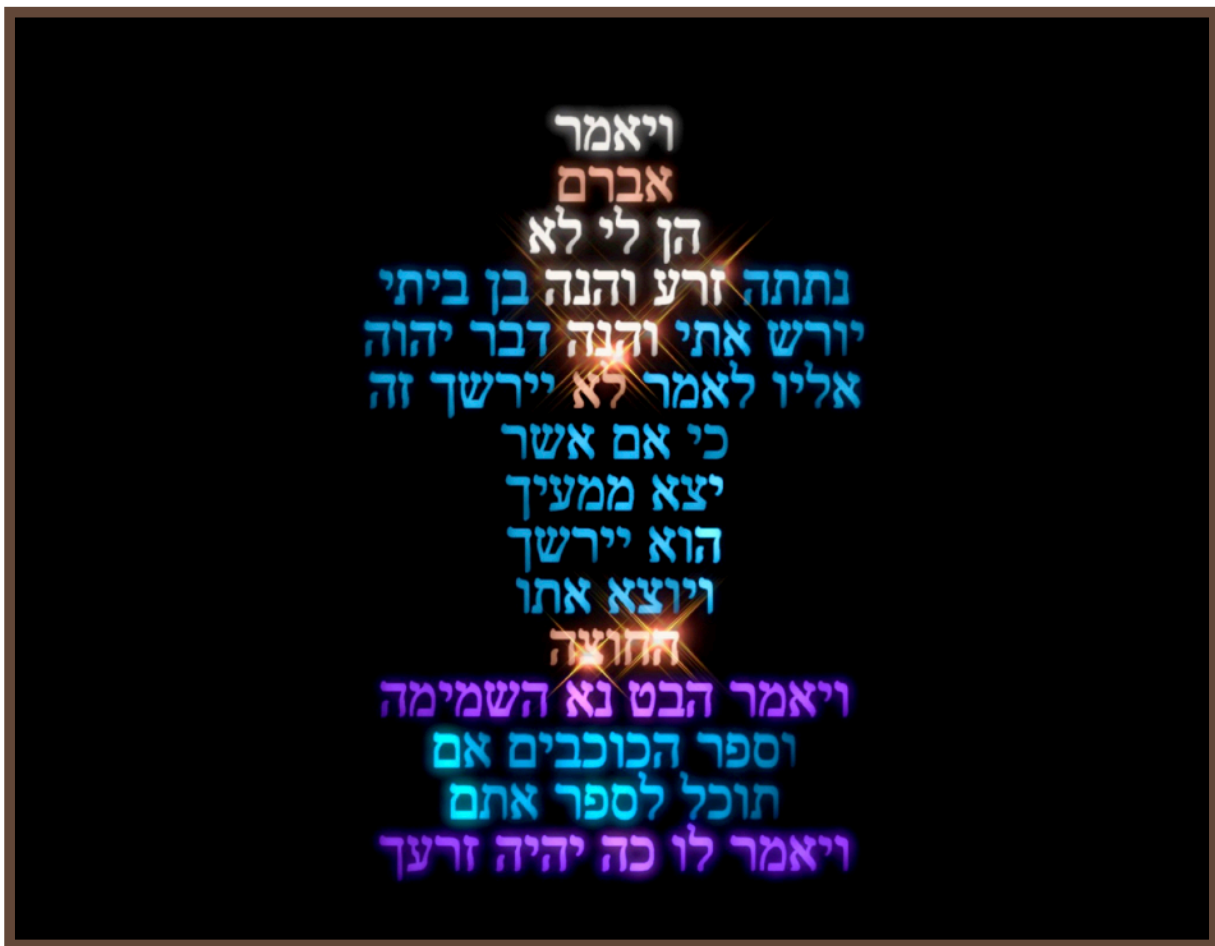 ויאמר
אברם
הן לי לא
נתתה זרע והנה בן ביתי
יורש אתי והנה דבר יהוה
אליו לאמר לא יירשך זה
כי אם אשר
יצא ממעיך
הוא יירשך
ויוצא אתו
החוצה
ויאמר הבט נא השמימה
וספר הכוכבים אם
תוכל לספר אתם
ויאמר לו כה יהיה זרעך